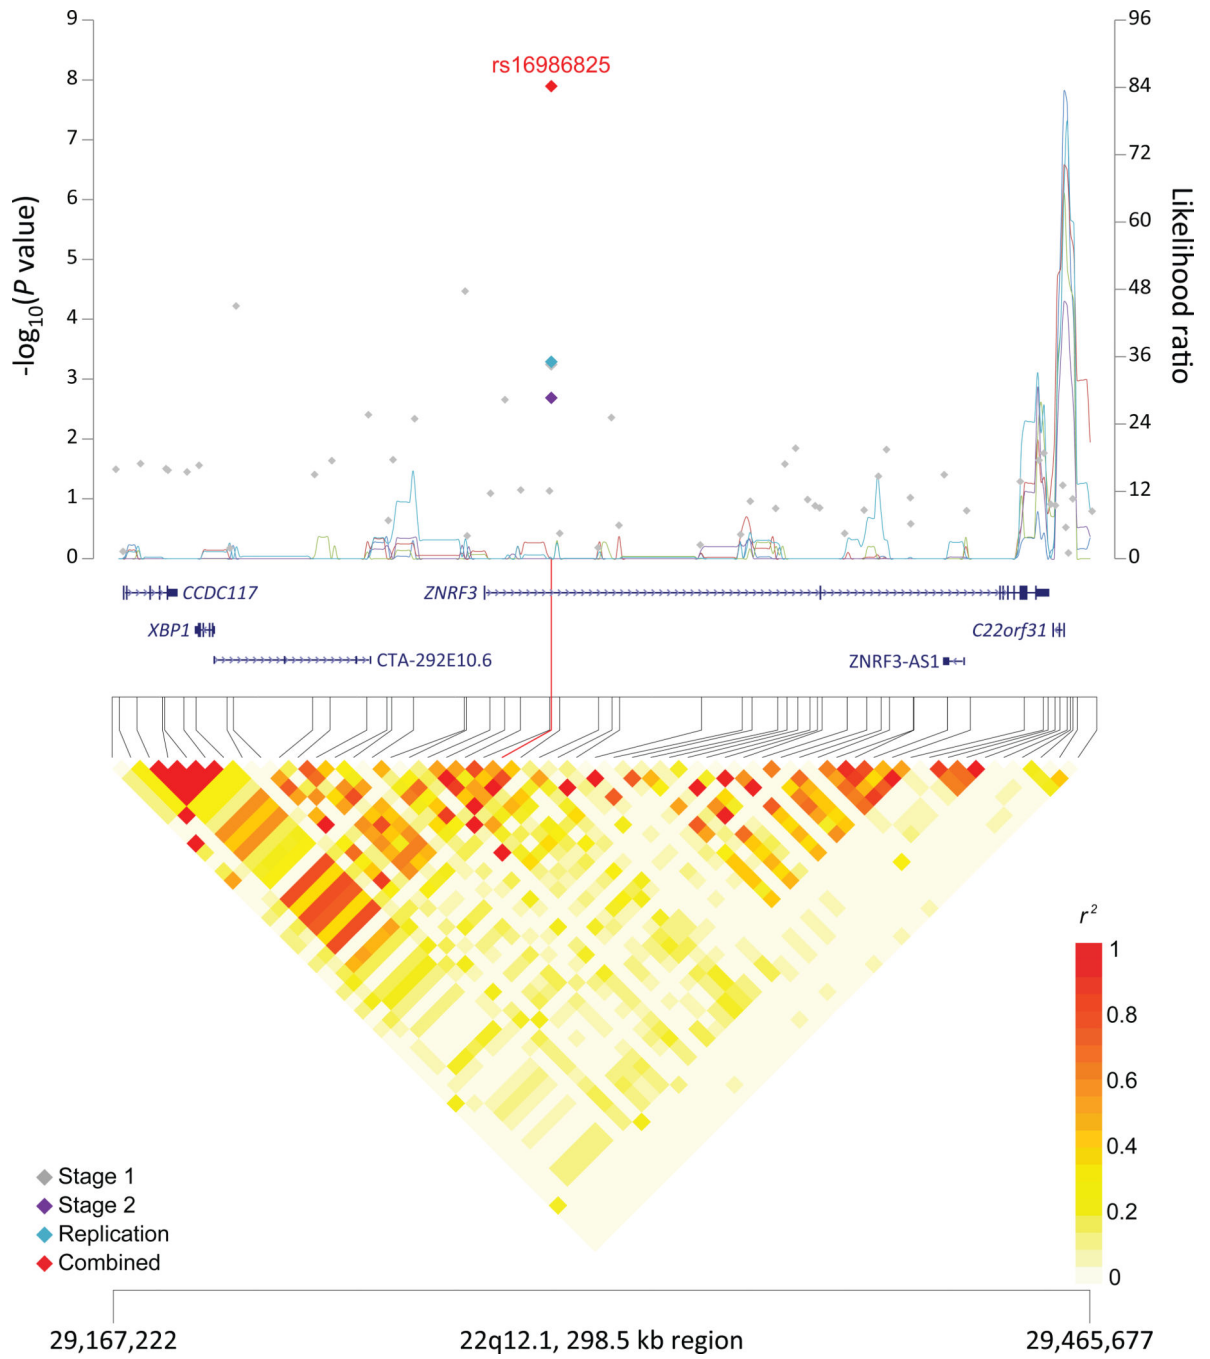 9
8
7
6
5
4
3
2
1
0
-log10(P value)
96
84
72
60
48
36
24
12
0
Likelihood ratio
rs16986825
CCDC117
ZNRF3
XBP1
C22orf31
CTA-292E10.6
ZNRF3-AS1
r²
1
0.8
0.6
0.4
0.2
0
Stage 1
Stage 2
Replication
Combined
29,167,222
22q12.1, 298.5 kb region
29,465,677